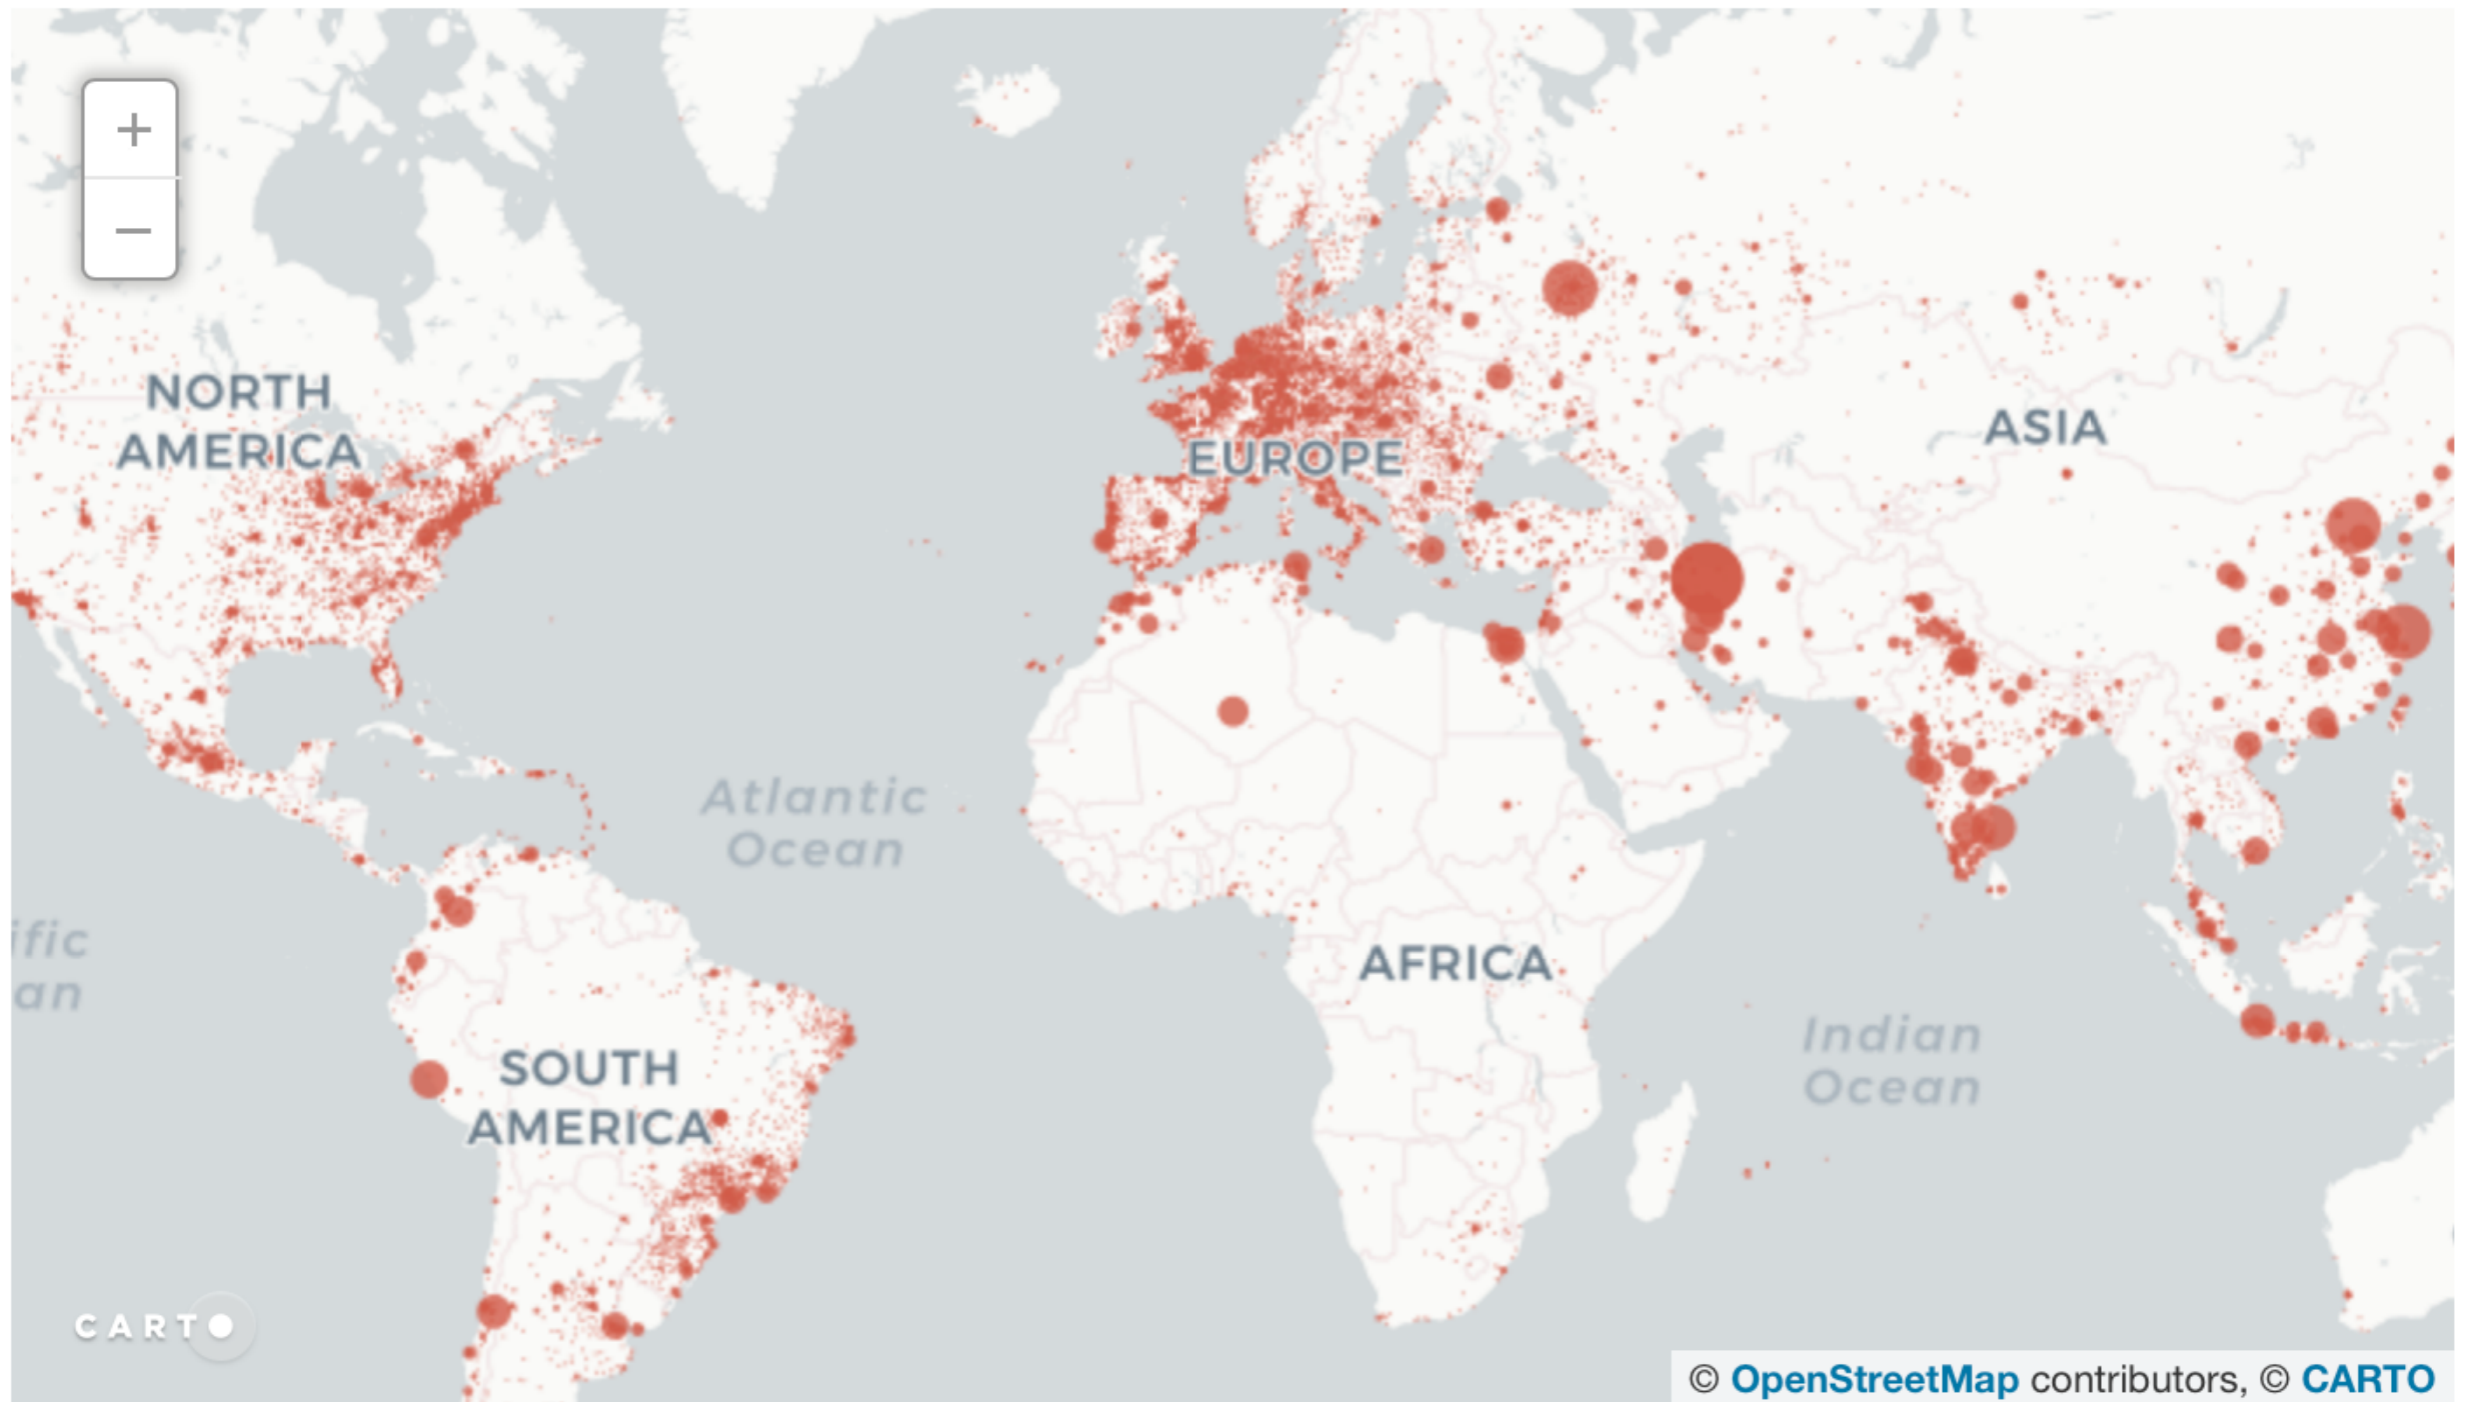 +
−
NORTH
AMERICA
EUROPE
ASIA
Atlantic
Ocean
ific
an
AFRICA
SOUTH
AMERICA
Indian
Ocean
CARTO
© OpenStreetMap contributors, © CARTO